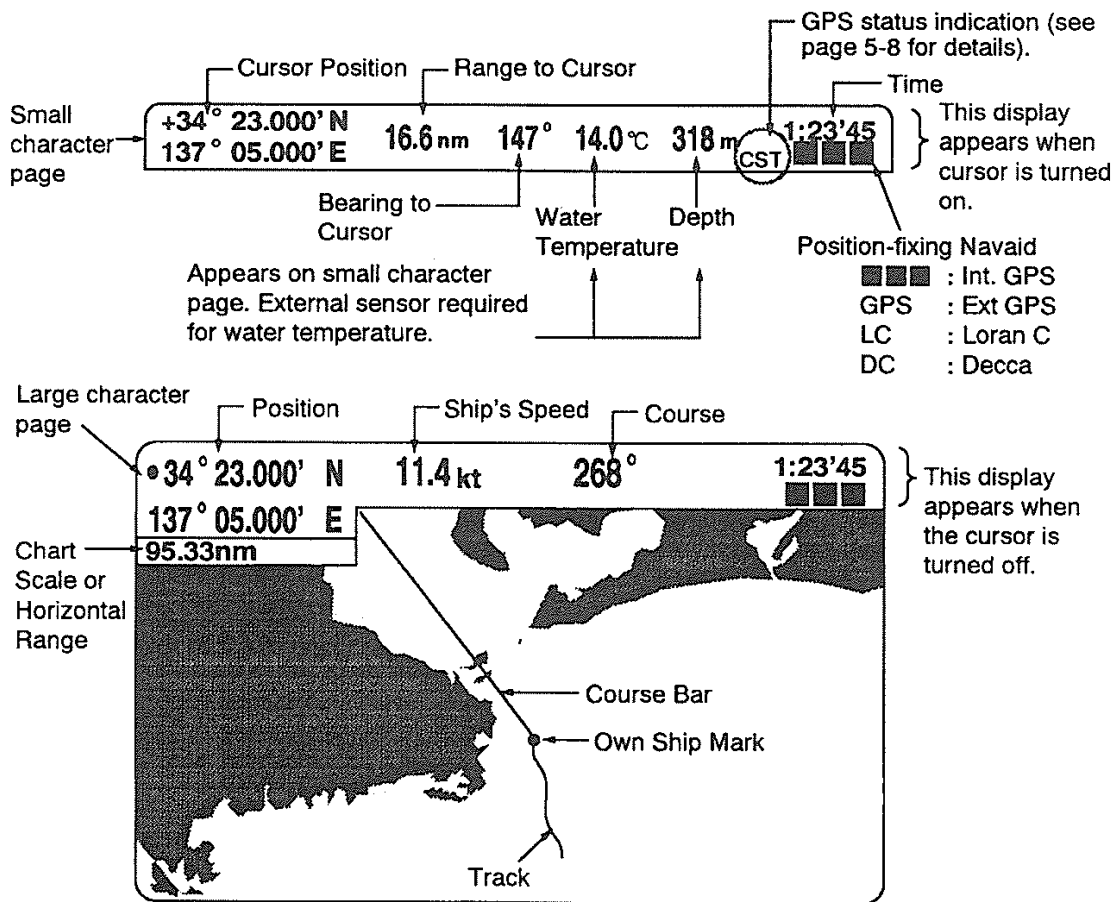 GPS status indication (see
page 5-8 for details).
Cursor Position
Range to Cursor
Time
Small
character
page
+34° 23.000' N
137° 05.000' E
16.6 nm
147°
14.0 °C
318 m
CST
1:23'45
This display
appears when
cursor is turned
on.
Bearing to
Cursor
Water
Temperature
Depth
Appears on small character
page. External sensor required
for water temperature.
Position-fixing Navaid
■■■ : Int. GPS
GPS : Ext GPS
LC : Loran C
DC : Decca
Large character
page
Position
Ship's Speed
Course
34° 23.000' N
137° 05.000' E
11.4 kt
268°
1:23'45
This display
appears when
the cursor is
turned off.
95.33nm
Chart
Scale or
Horizontal
Range
Course Bar
Own Ship Mark
Track